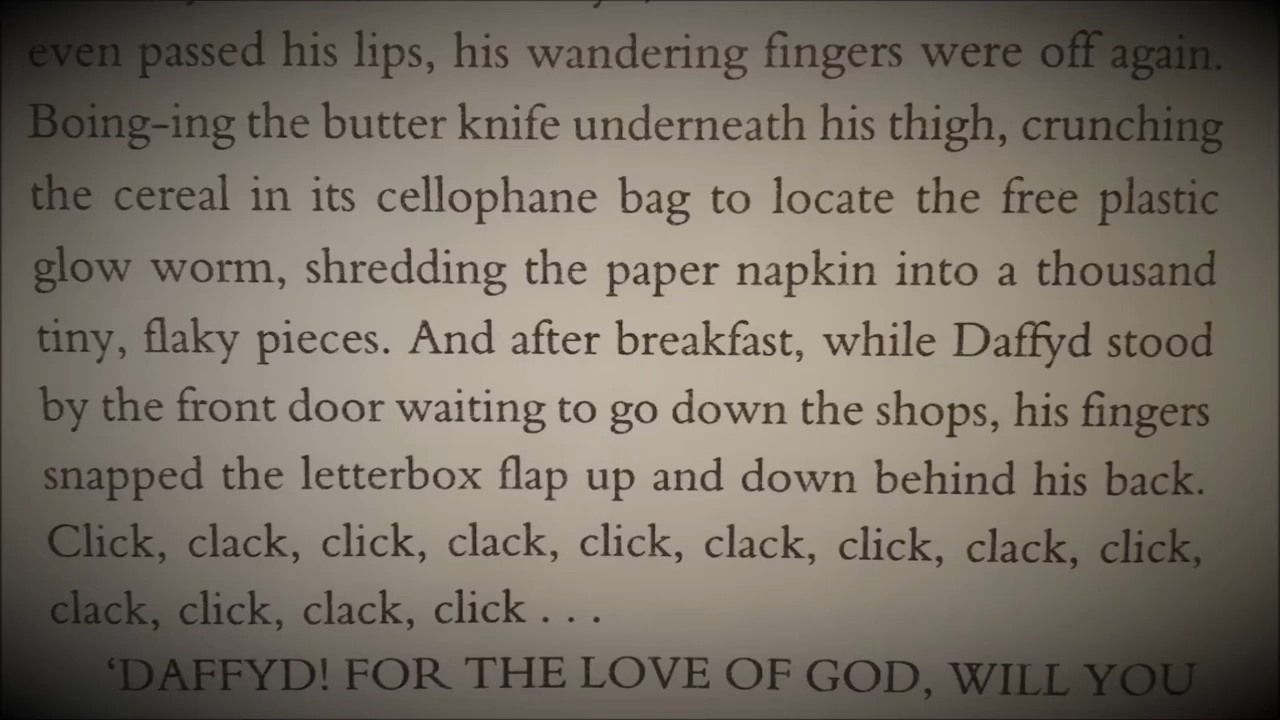 even passed his lips, his wandering fingers were off again.
Boing-ing the butter knife underneath his thigh, crunching
the cereal in its cellophane bag to locate the free plastic
glow worm, shredding the paper napkin into a thousand
tiny, flaky pieces. And after breakfast, while Daffyd stood
by the front door waiting to go down the shops, his fingers
snapped the letterbox flap up and down behind his back.
Click, clack, click, clack, click, clack, click, clack, click,
clack, click, clack, click . . .
‘DAFFYD! FOR THE LOVE OF GOD, WILL YOU